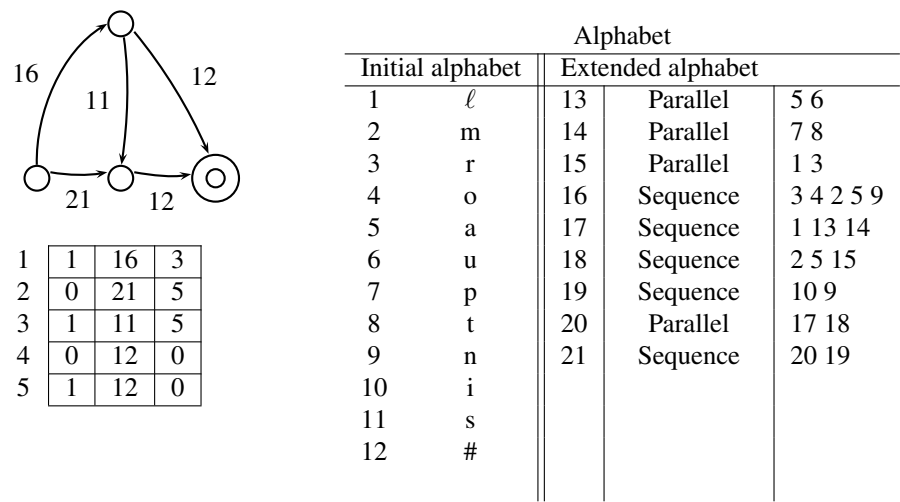 16
11
12
21
12
1 1 16 3
2 0 21 5
3 1 11 5
4 0 12 0
5 1 12 0
Alphabet
Initial alphabet Extended alphabet
1 ℓ 13 Parallel 5 6
2 m 14 Parallel 7 8
3 r 15 Parallel 1 3
4 o 16 Sequence 3 4 2 5 9
5 a 17 Sequence 1 13 14
6 u 18 Sequence 2 5 15
7 p 19 Sequence 10 9
8 t 20 Parallel 17 18
9 n 21 Sequence 20 19
10 i
11 s
12 #